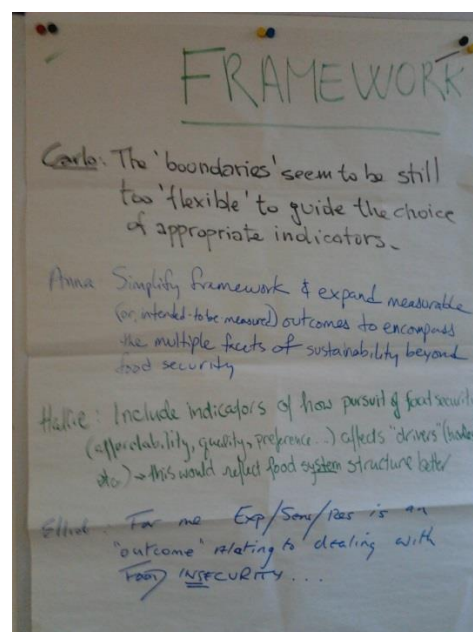 FRAMEWORK
Carlo: The 'boundaries' seem to be still
too 'flexible' to guide the choice
of appropriate indicators.
Anna: Simplify framework & expand measurable
(or, intended-to-be measured) outcomes to encompass
the multiple facets of sustainability beyond
food security
Hallie: Include indicators of how pursuit of food securit
(affordability, quality, preference...) affects "drivers"
etc.) → this would reflect food system structure better
For me Exp/Sens/Res is an
"outcome" relating to dealing with
Food INSECURITY...